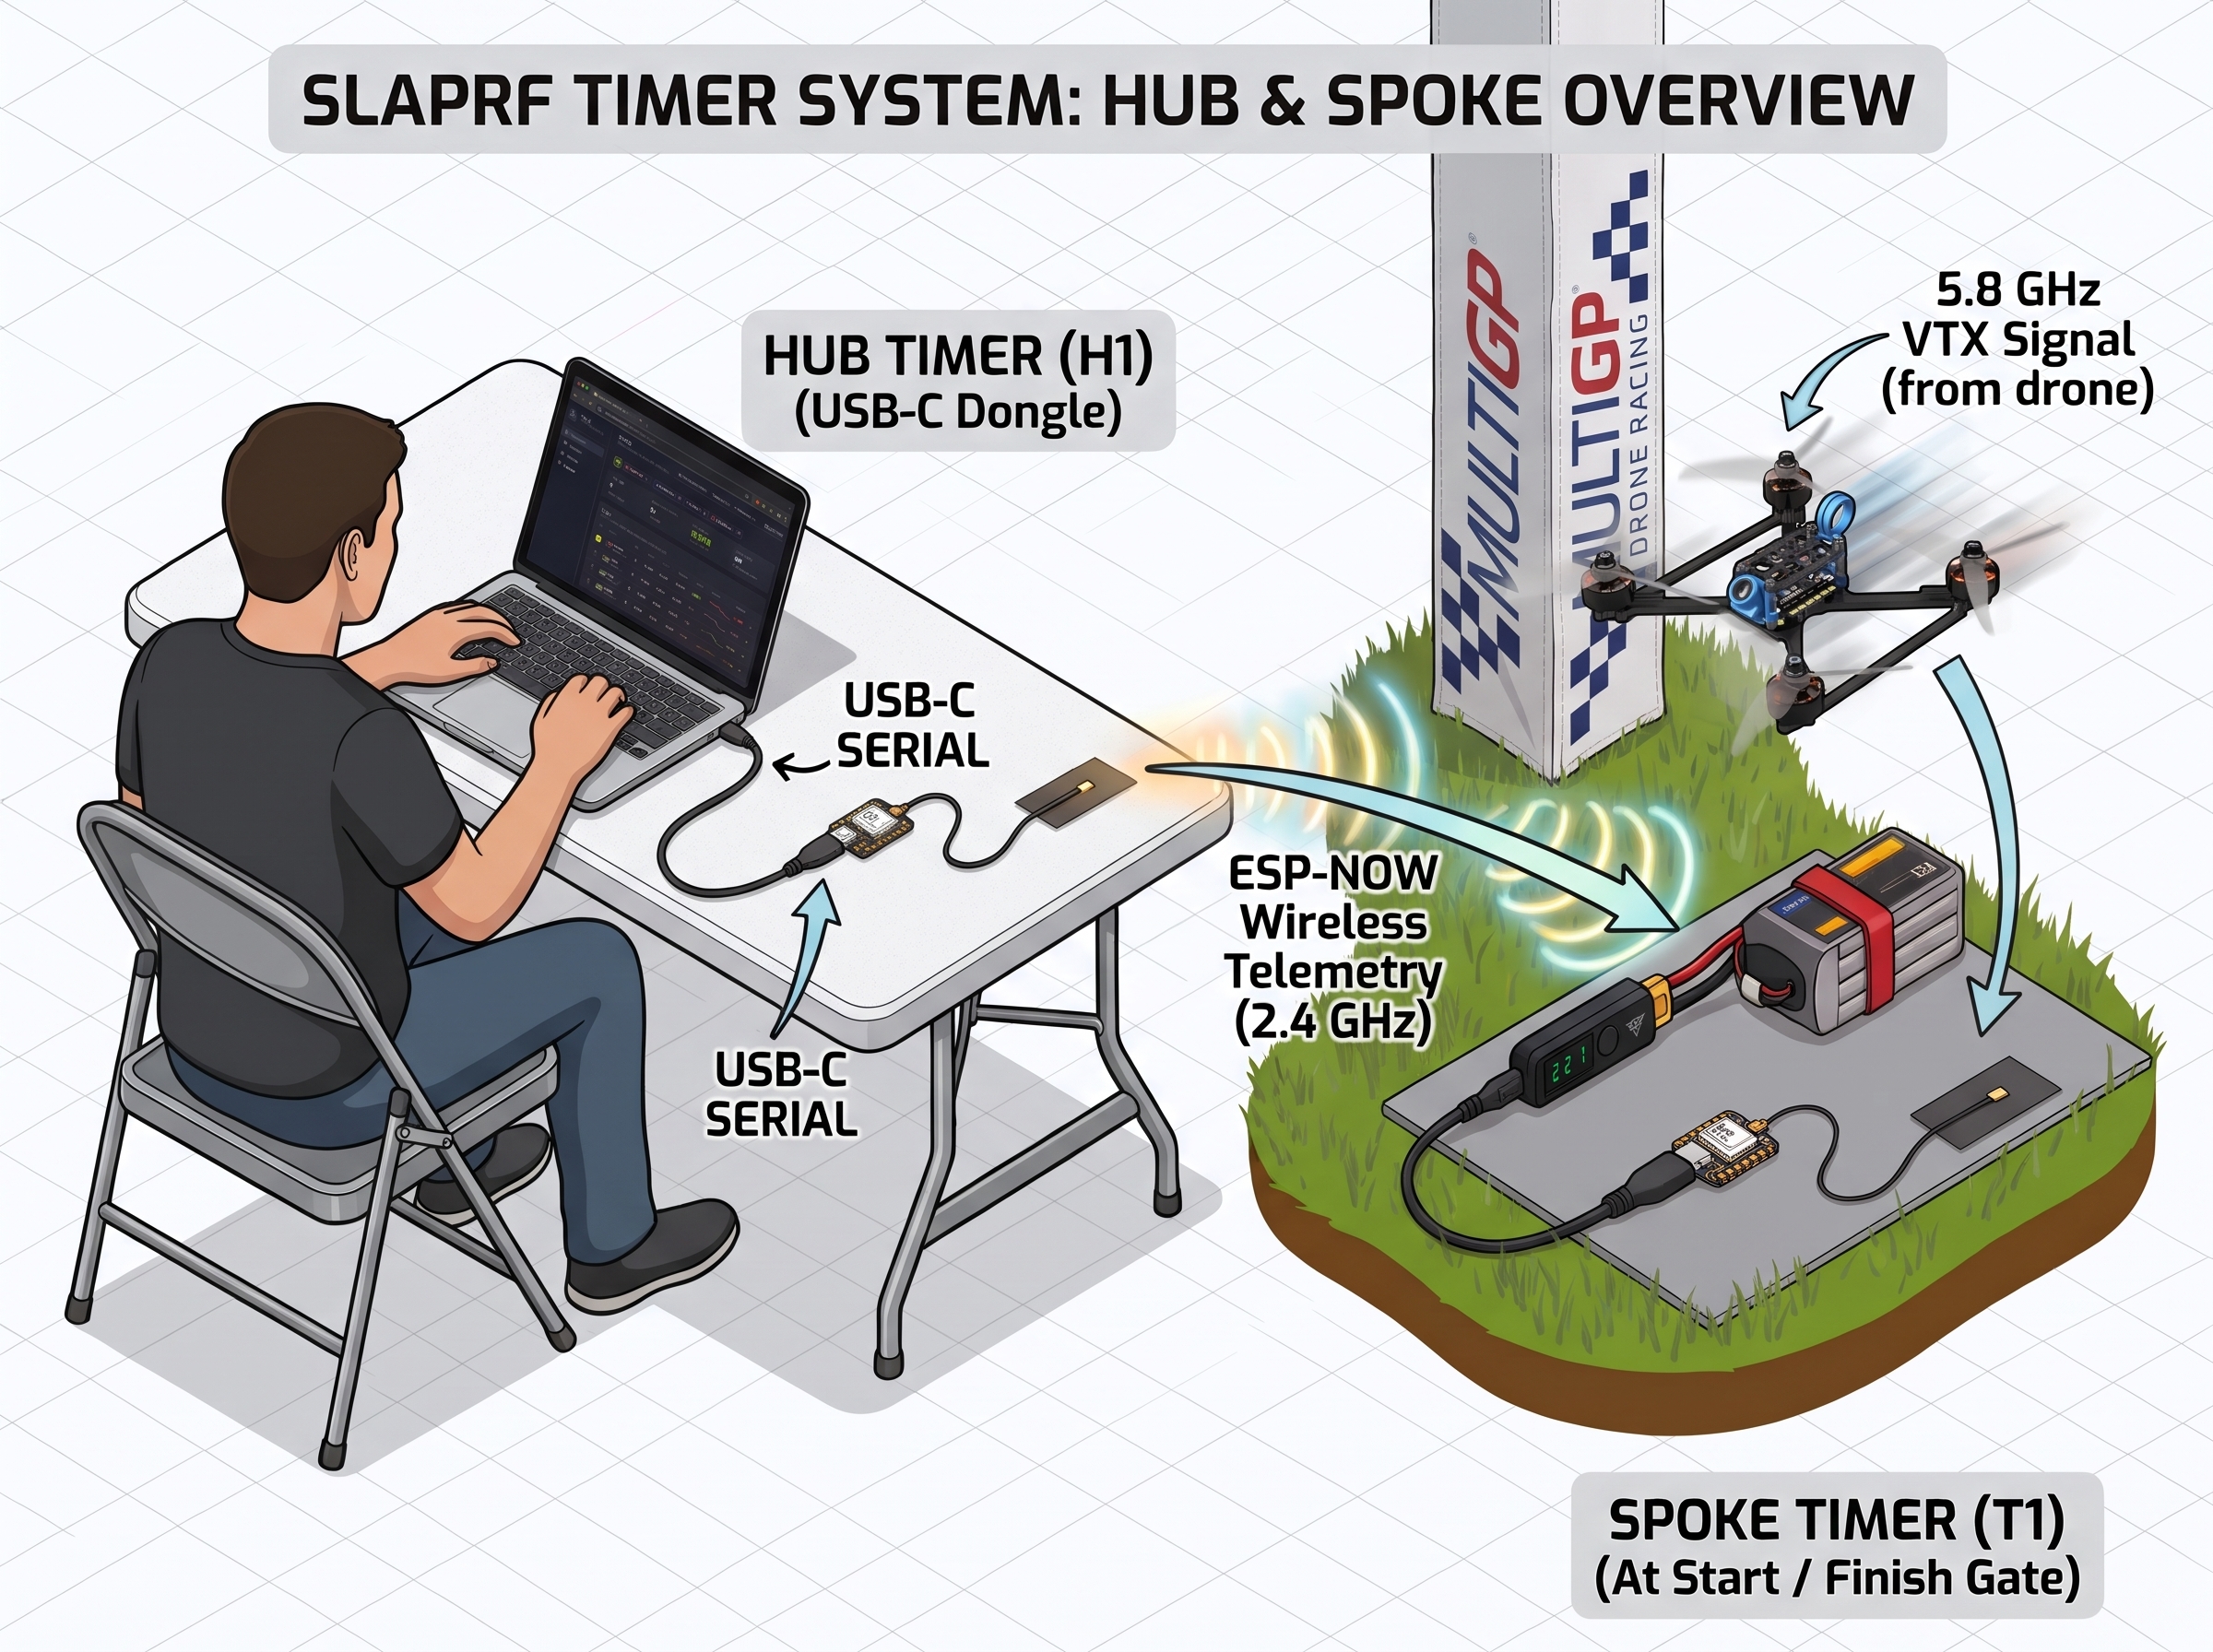 SLAPRF TIMER SYSTEM: HUB & SPOKE OVERVIEW
HUB TIMER (H1)
(USB-C Dongle)
5.8 GHz
VTX Signal
(from drone)
MULTIGP
®
MULTIGP
®
DRONE RACING
USB-C
SERIAL
ESP-NOW
Wireless
Telemetry
(2.4 GHz)
USB-C
SERIAL
SPOKE TIMER (T1)
(At Start / Finish Gate)